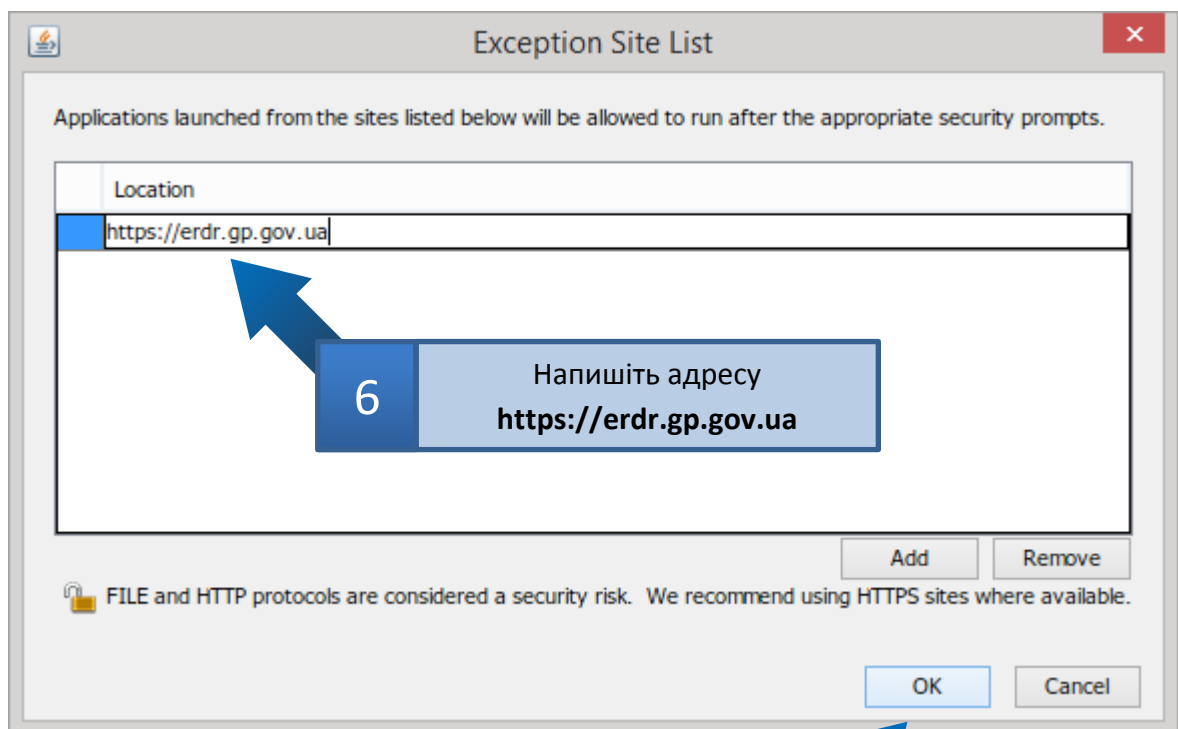 Exception Site List
Applications launched from the sites listed below will be allowed to run after the appropriate security prompts.
Location
https://erdr.gp.gov.ua
6
Напишіть адресу
https://erdr.gp.gov.ua
Add
Remove
FILE and HTTP protocols are considered a security risk. We recommend using HTTPS sites where available.
OK
Cancel